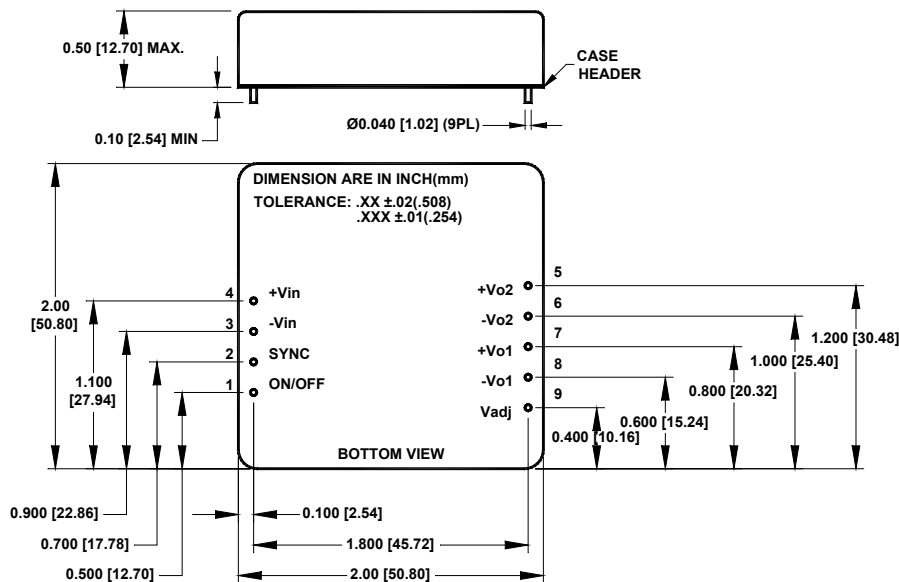 0.50 [12.70] MAX.
CASE
HEADER
Ø0.040 [1.02] (9PL)
0.10 [2.54] MIN
DIMENSION ARE IN INCH(mm)
TOLERANCE: .XX ±.02(.508)
.XXX ±.01(.254)
2.00
[50.80]
1.100
[27.94]
4 +Vin
3 -Vin
2 SYNC
1 ON/OFF
5
+Vo2
6
-Vo2
7
+Vo1
8
-Vo1
9
Vadj
1.200 [30.48]
1.000 [25.40]
0.800 [20.32]
0.600 [15.24]
0.400 [10.16]
BOTTOM VIEW
0.900 [22.86]
0.700 [17.78]
0.500 [12.70]
0.100 [2.54]
1.800 [45.72]
2.00 [50.80]